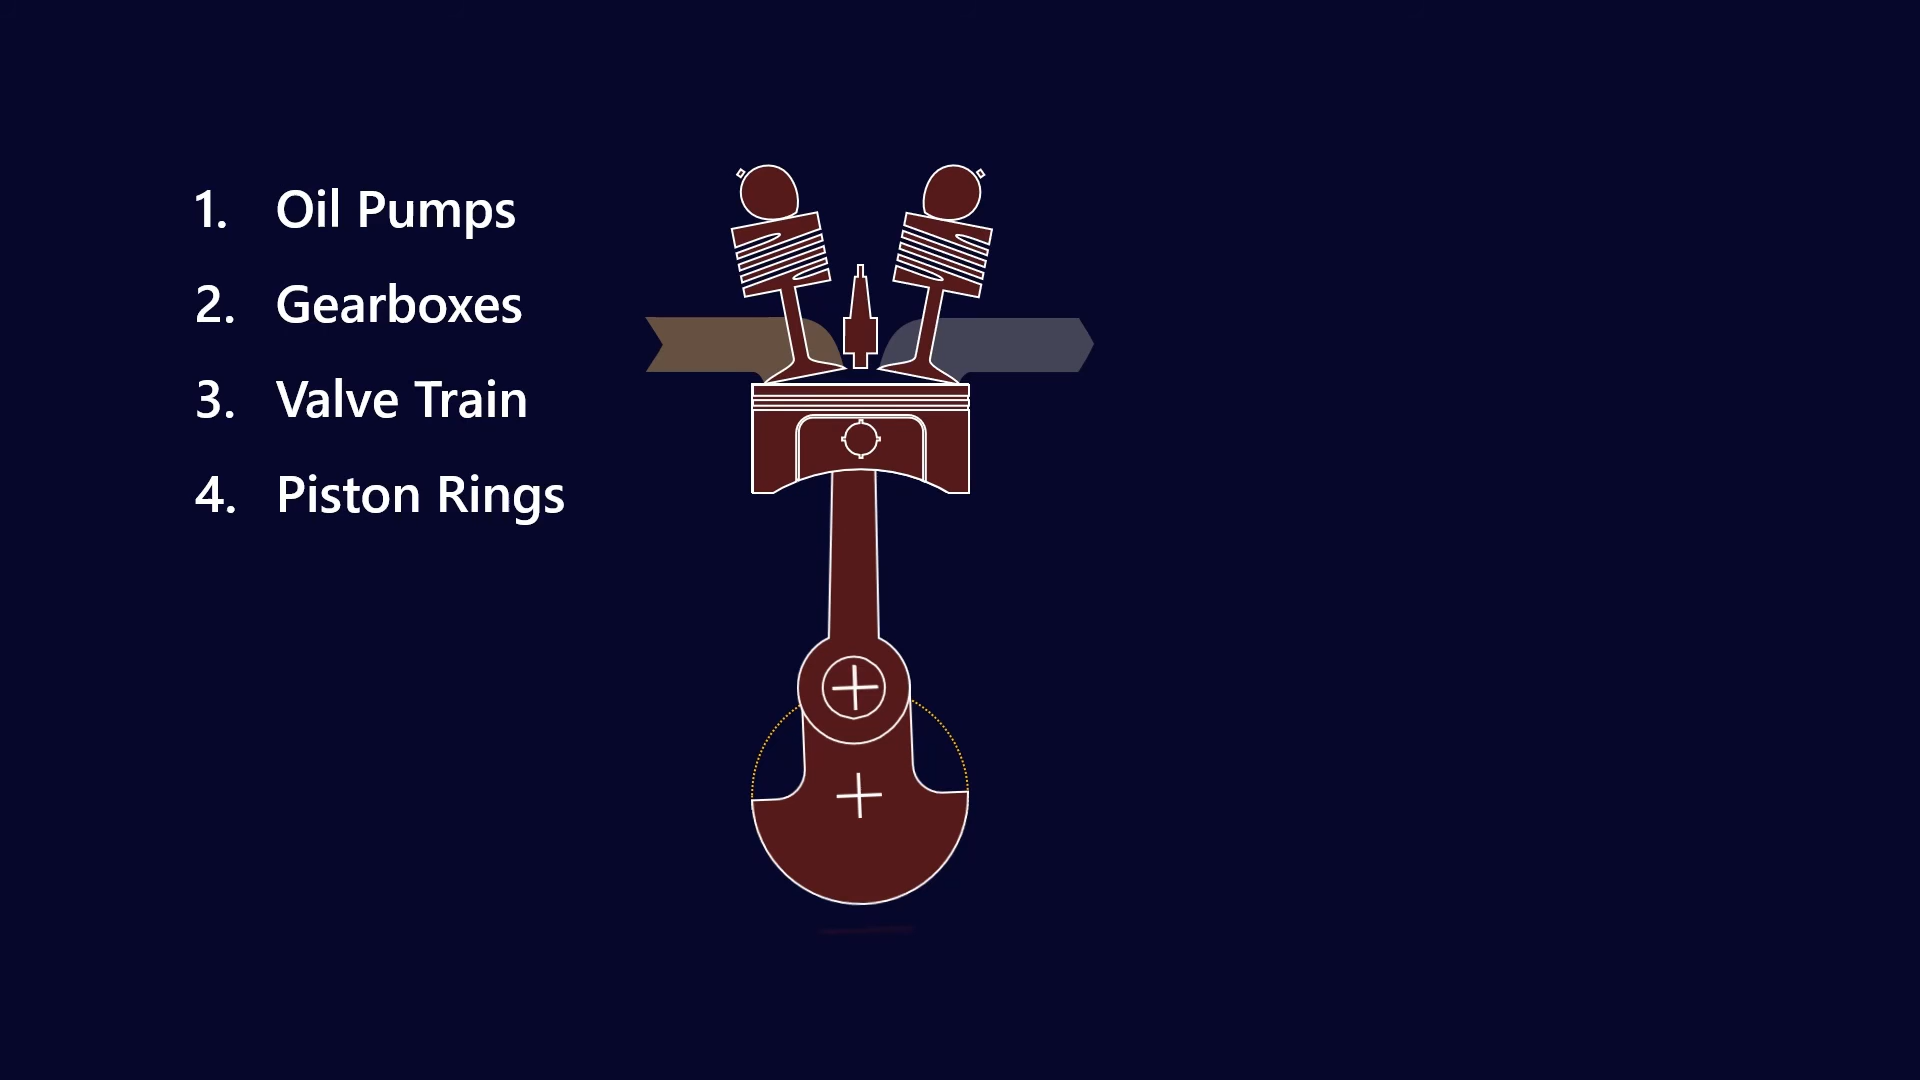 1. Oil Pumps
2. Gearboxes
3. Valve Train
4. Piston Rings